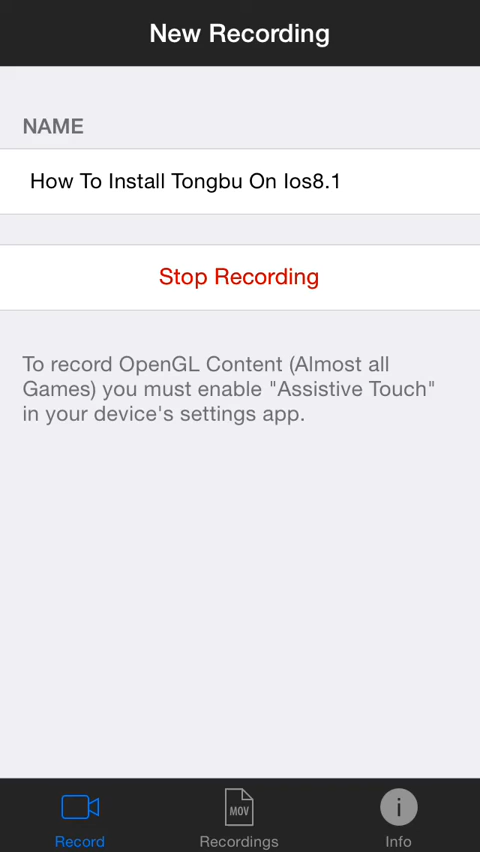 New Recording
NAME
How To Install Tongbu On Ios8.1
Stop Recording
To record OpenGL Content (Almost all
Games) you must enable "Assistive Touch"
in your device's settings app.
MOV
Record
Recordings
Info